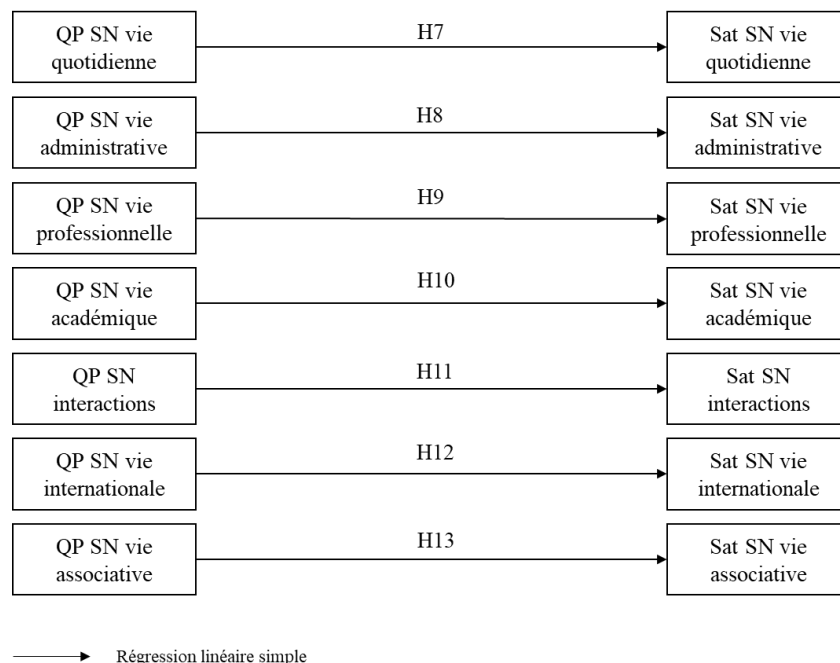 QP SN vie
quotidienne
H7
Sat SN vie
quotidienne
QP SN vie
administrative
H8
Sat SN vie
administrative
QP SN vie
professionnelle
H9
Sat SN vie
professionnelle
QP SN vie
académique
H10
Sat SN vie
académique
QP SN
interactions
H11
Sat SN
interactions
QP SN vie
internationale
H12
Sat SN vie
internationale
QP SN vie
associative
H13
Sat SN vie
associative
Régression linéaire simple